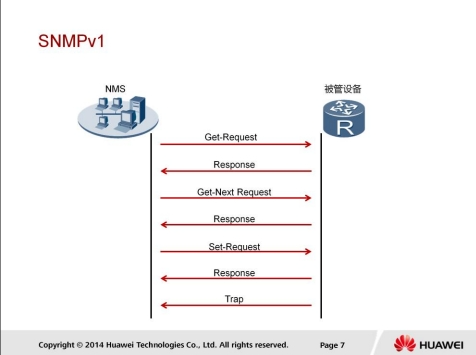 SNMPv1
NMS
被管设备
R
Get-Request
Response
Get-Next Request
Response
Set-Request
Response
Trap
Copyright © 2014 Huawei Technologies Co., Ltd. All rights reserved.
Page 7
HUAWEI